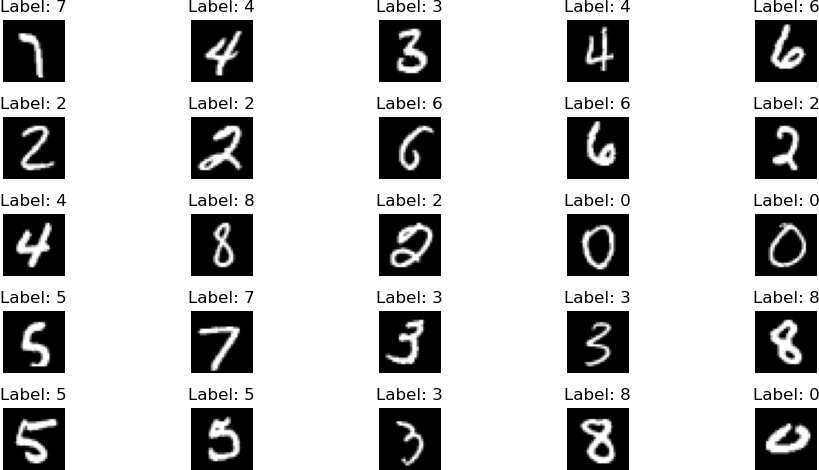 Label: 7 Label: 4 Label: 3 Label: 4 Label: 6
7 4 3 4 6
Label: 2 Label: 2 Label: 6 Label: 6 Label: 2
2 2 6 6 2
Label: 4 Label: 8 Label: 2 Label: 0 Label: 0
4 8 2 0 0
Label: 5 Label: 7 Label: 3 Label: 3 Label: 8
5 7 3 3 8
Label: 5 Label: 5 Label: 3 Label: 8 Label: 0
5 5 3 8 0